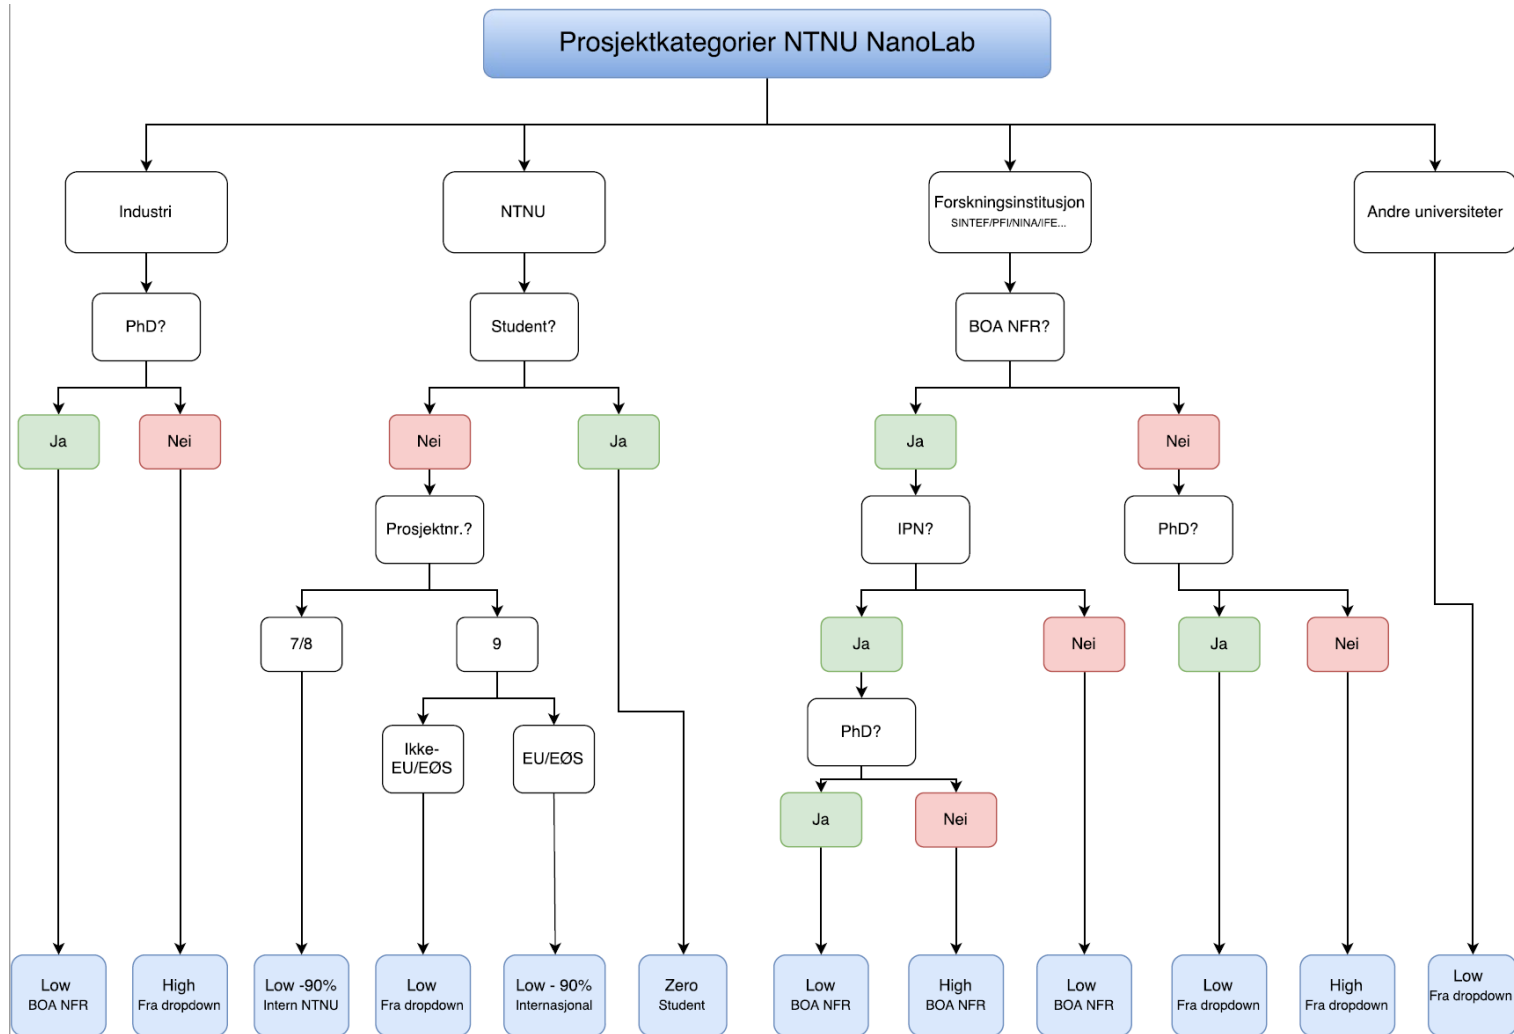 Prosjektkategorier NTNU NanoLab
Industri
NTNU
Forskningsinstitusjon
SINTEF/PFI/NINA/IFE...
Andre universiteter
PhD?
Student?
BOA NFR?
Ja
Nei
Nei
Ja
Ja
Nei
Prosjektnr.?
IPN?
PhD?
7/8
9
Ja
Nei
Ja
Nei
Ikke-
EU/EØS
EU/EØS
PhD?
Ja
Nei
Low
BOA NFR
High
Fra dropdown
Low -90%
Intern NTNU
Low
Fra dropdown
Low - 90%
Internasjonal
Zero
Student
Low
BOA NFR
High
BOA NFR
Low
BOA NFR
Low
Fra dropdown
High
Fra dropdown
Low
Fra dropdown